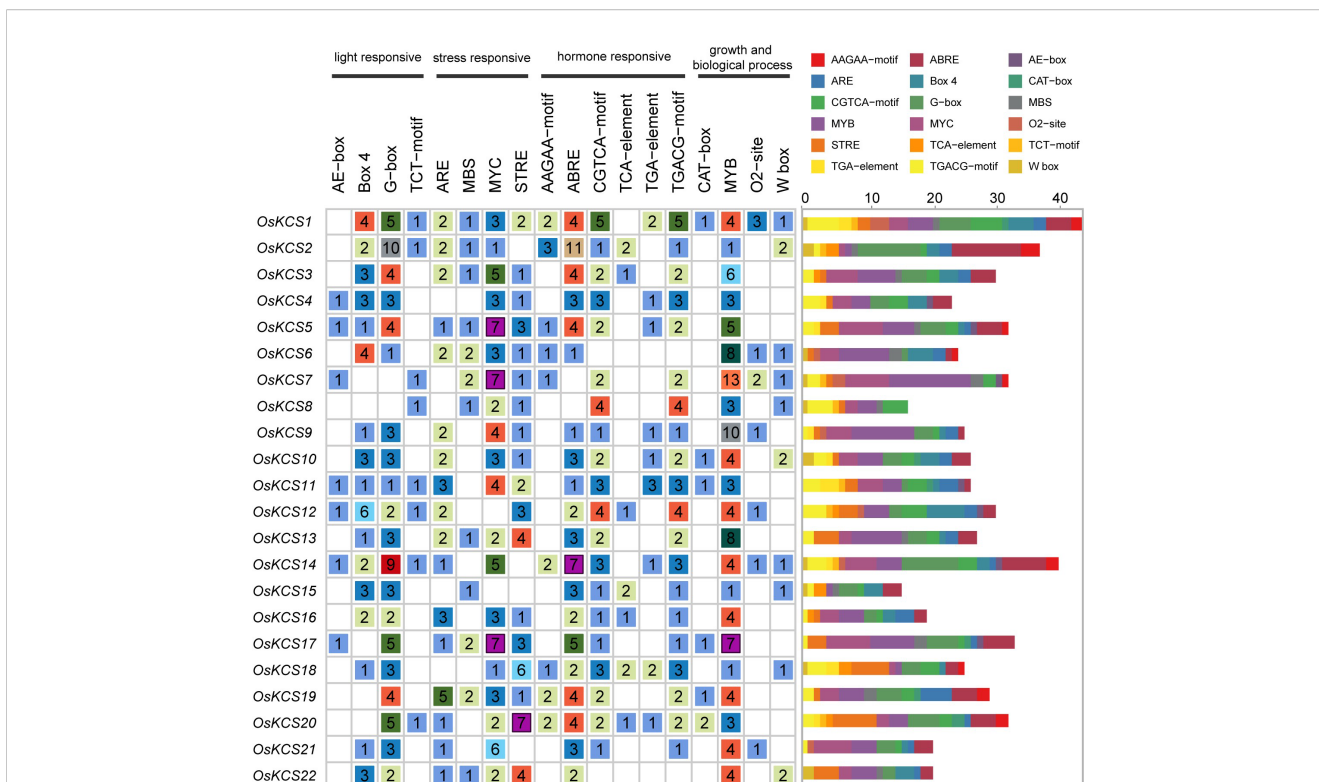 light responsive stress responsive hormone responsive growth and
biological process
AE−box Box 4 G−box TCT−motif ARE MBS MYC STRE AAGAA−motif ABRE CGTCA−motif TCA−element TGA−element TGACG−motif CAT−box MYB O2−site W box
AAGAA−motif ABRE AE−box
ARE Box 4 CAT−box
CGTCA−motif G−box MBS
MYB MYC O2−site
STRE TCA−element TCT−motif
TGA−element TGACG−motif W box
0 10 20 30 40
OsKCS1 4 5 1 2 1 3 2 2 4 5 2 5 1 4 3 1
OsKCS2 2 10 1 2 1 1 3 11 1 2 1 1 2
OsKCS3 3 4 2 1 5 1 4 2 1 2 6
OsKCS4 1 3 3 3 1 3 3 1 3 3
OsKCS5 1 1 4 1 1 7 3 1 4 2 1 2 5
OsKCS6 4 1 2 2 3 1 1 1 8 1 1
OsKCS7 1 1 2 7 1 1 2 2 13 2 1
OsKCS8 1 1 2 1 4 4 3 1
OsKCS9 1 3 2 4 1 1 1 1 1 10 1
OsKCS10 3 3 2 3 1 3 2 1 2 1 4 2
OsKCS11 1 1 1 1 3 4 2 1 3 3 3 1 3
OsKCS12 1 6 2 1 2 3 2 4 1 4 4 1
OsKCS13 1 3 2 1 2 4 3 2 2 8
OsKCS14 1 2 9 1 1 5 2 7 3 1 3 4 1 1
OsKCS15 3 3 1 3 1 2 1 1 1
OsKCS16 2 2 3 3 1 2 1 1 1 4
OsKCS17 1 5 1 2 7 3 5 1 1 1 7
OsKCS18 1 3 1 6 1 2 3 2 2 3 1 1
OsKCS19 4 5 2 3 1 2 4 2 2 1 4
OsKCS20 5 1 1 2 7 2 4 2 1 1 2 2 3
OsKCS21 1 3 1 6 3 1 1 4 1
OsKCS22 3 2 1 1 2 4 2 4 2